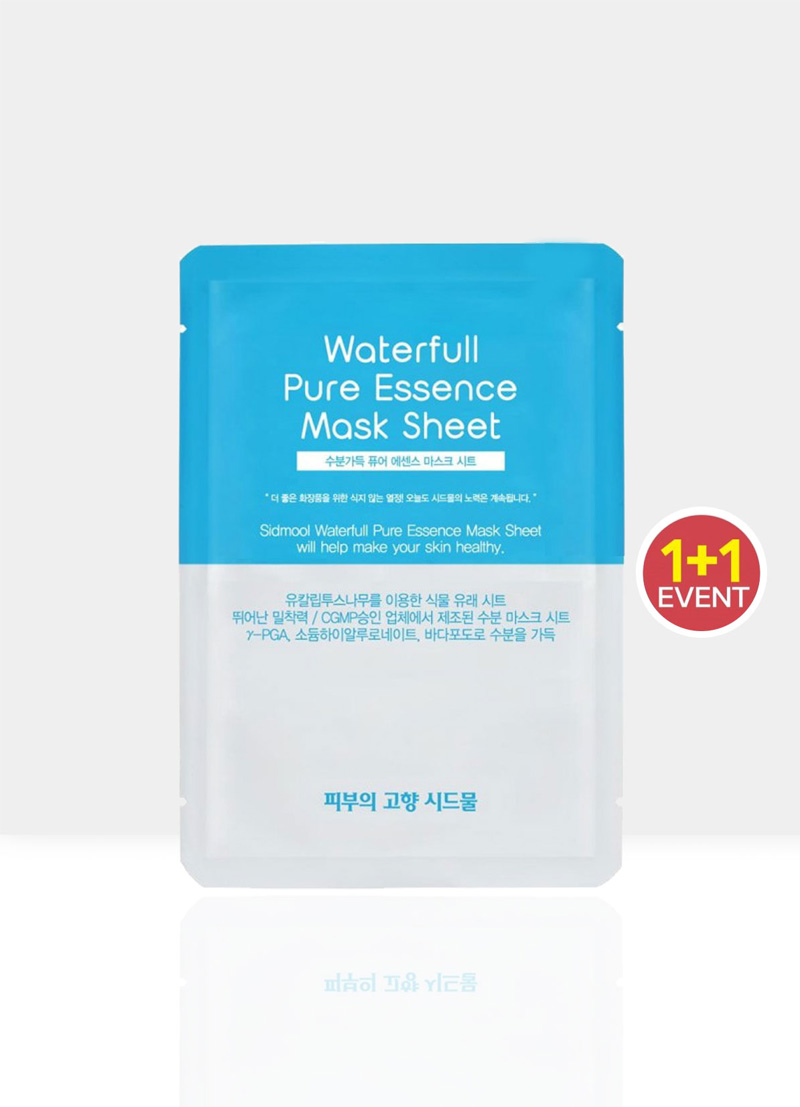 Waterfull
Pure Essence
Mask Sheet
수분가득 퓨어 에센스 마스크 시트
" 더 좋은 화장품을 위한 식지 않는 열정! 오늘도 시드물의 노력은 계속됩니다. "
Sidmool Waterfull Pure Essence Mask Sheet
will help make your skin healthy.
유칼립투스나무를 이용한 식물 유래 시트
뛰어난 밀착력 / CGMP승인 업체에서 제조된 수분 마스크 시트
γ-PGA, 소듐하이알루로네이트, 바다포도로 수분을 가득
1+1
EVENT
피부의 고향 시드물